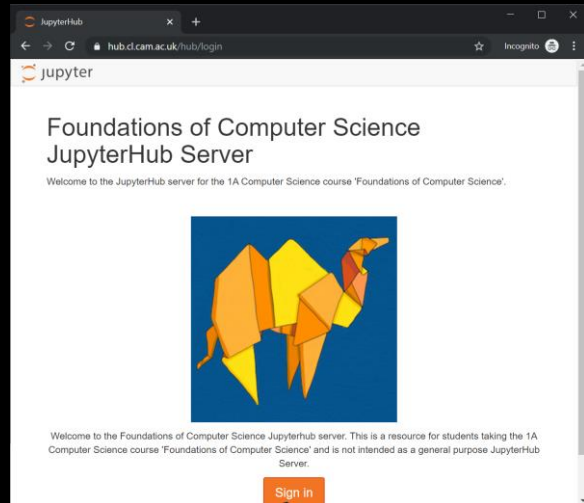 JupyterHub
hub.cl.cam.ac.uk/hub/login
Incognito
jupyter
Foundations of Computer Science
JupyterHub Server
Welcome to the JupyterHub server for the 1A Computer Science course 'Foundations of Computer Science'.
Welcome to the Foundations of Computer Science Jupyterhub server. This is a resource for students taking the 1A
Computer Science course 'Foundations of Computer Science' and is not intended as a general purpose JupyterHub
Server.
Sign in